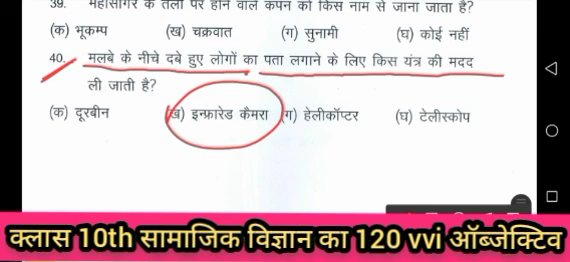 39. महासागर के तली पर होने वाले कंपन को किस नाम से जाना जाता है?
(क) भूकम्प (ख) चक्रवात (ग) सुनामी (घ) कोई नहीं
40. मलबे के नीचे दबे हुए लोगों का पता लगाने के लिए किस यंत्र की मदद
ली जाती है?
(क) दूरबीन (ख) इन्फ्रारेड कैमरा (ग) हेलीकॉप्टर (घ) टेलीस्कोप
क्लास 10th सामाजिक विज्ञान का 120 vvi ऑब्जेक्टिव